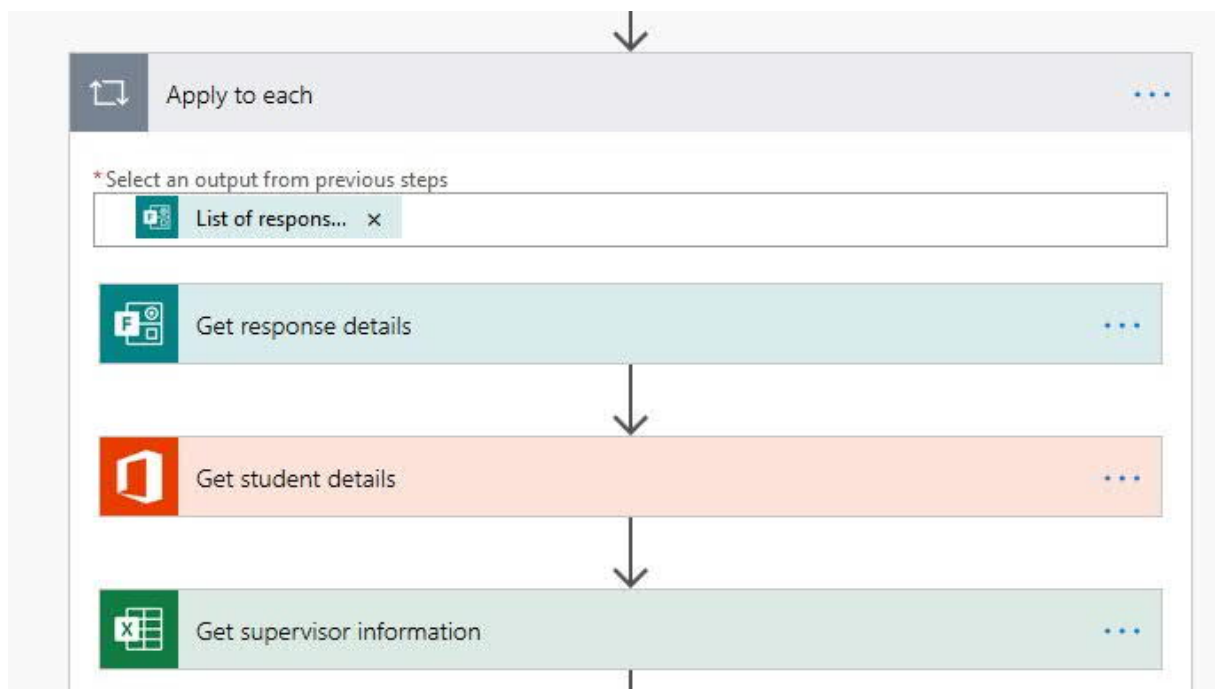 Apply to each
* Select an output from previous steps
List of respons... ×
Get response details
Get student details
Get supervisor information